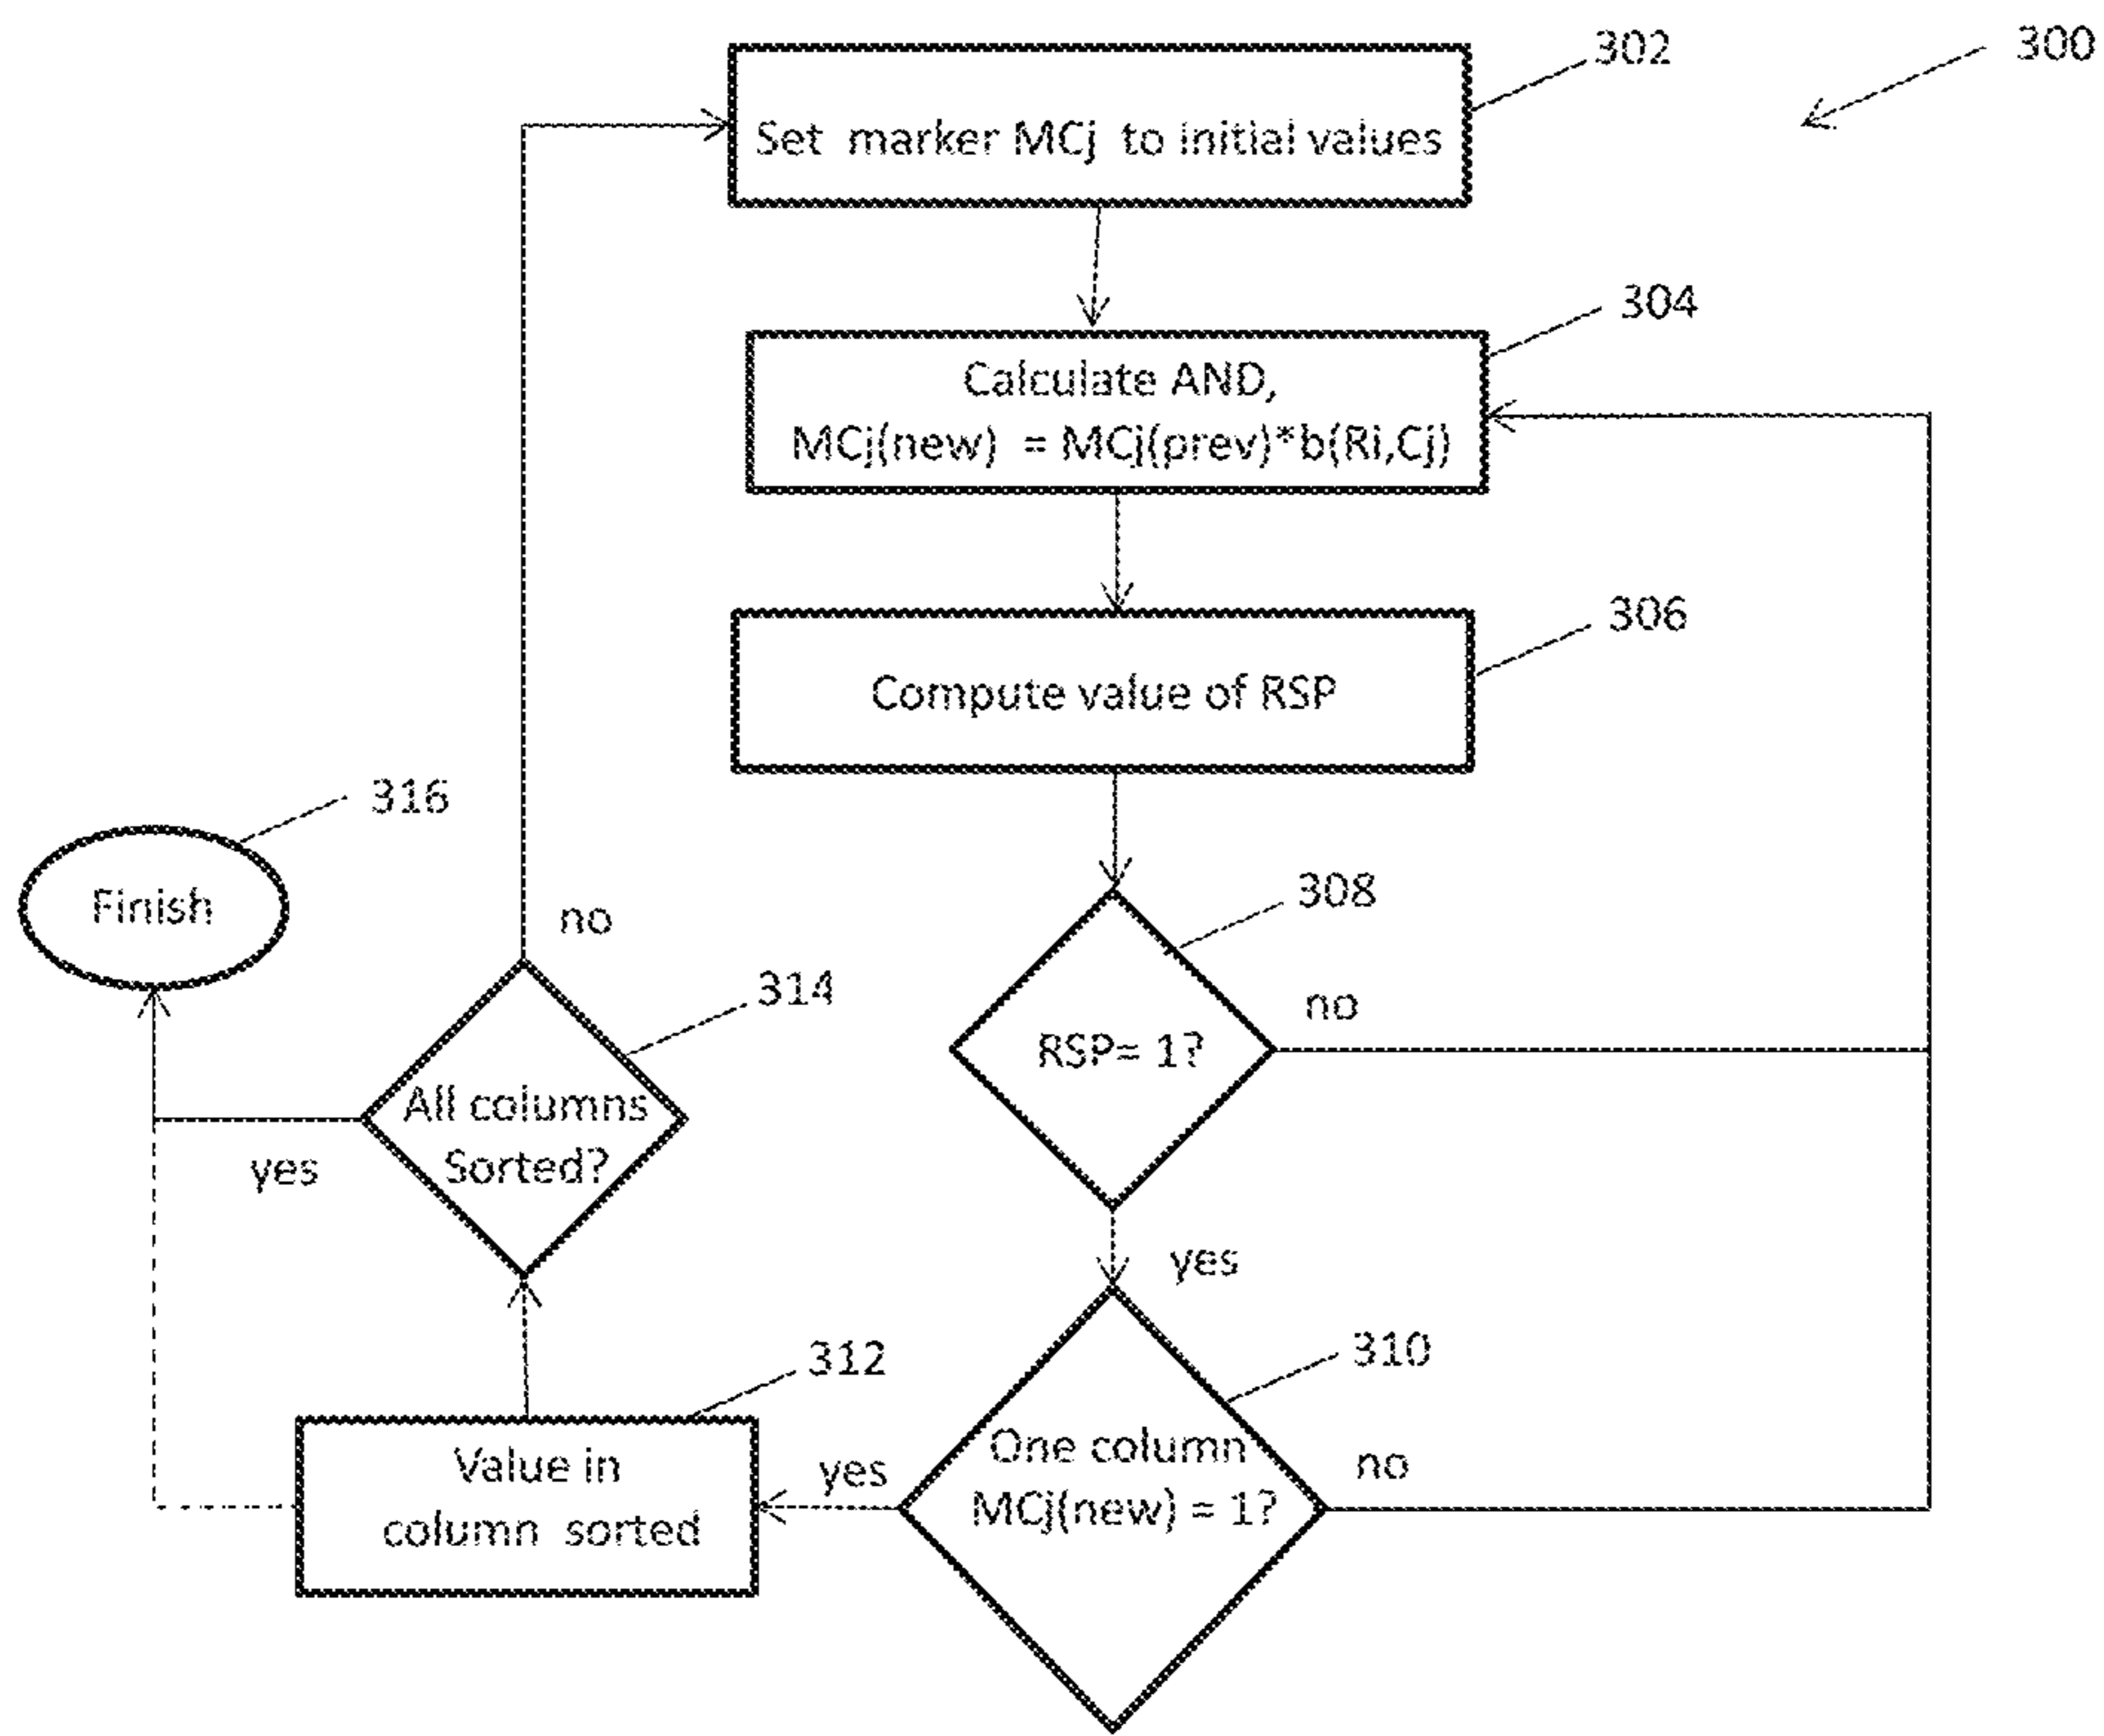 300
302
Set marker MCj to initial values
304
Calculate AND,
MCj(new) = MCj(prev)*b(Ri,Cj)
306
Compute value of RSP
316
Finish
308
no
314
no
RSP= 1?
All columns
Sorted?
yes
yes
312
310
Value in
column sorted
yes
One column
MCj(new) = 1?
no